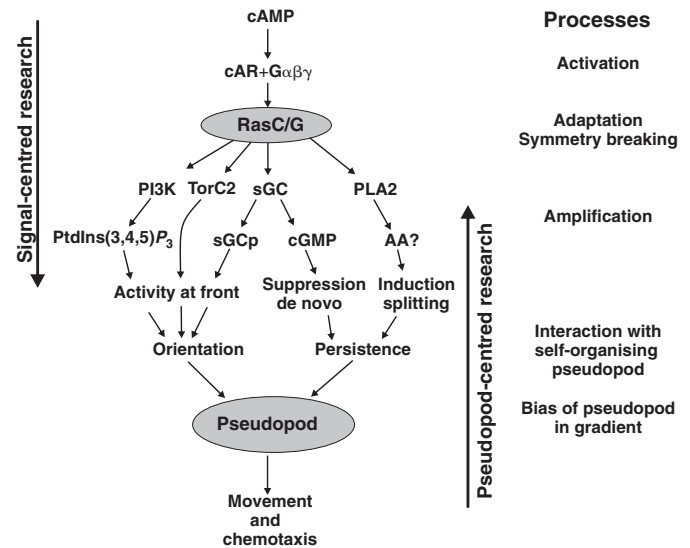 cAMP
Processes
cAR+Gαβγ
Activation
RasC/G
Adaptation
Symmetry breaking
Signal-centred research
PI3K TorC2 sGC PLA2
Amplification
PtdIns(3,4,5)P3 sGCp cGMP AA?
Activity at front
Suppression
de novo
Induction
splitting
Pseudopod-centred research
Orientation
Persistence
Interaction with
self-organising
pseudopod
Pseudopod
Bias of pseudopod
in gradient
Movement
and
chemotaxis